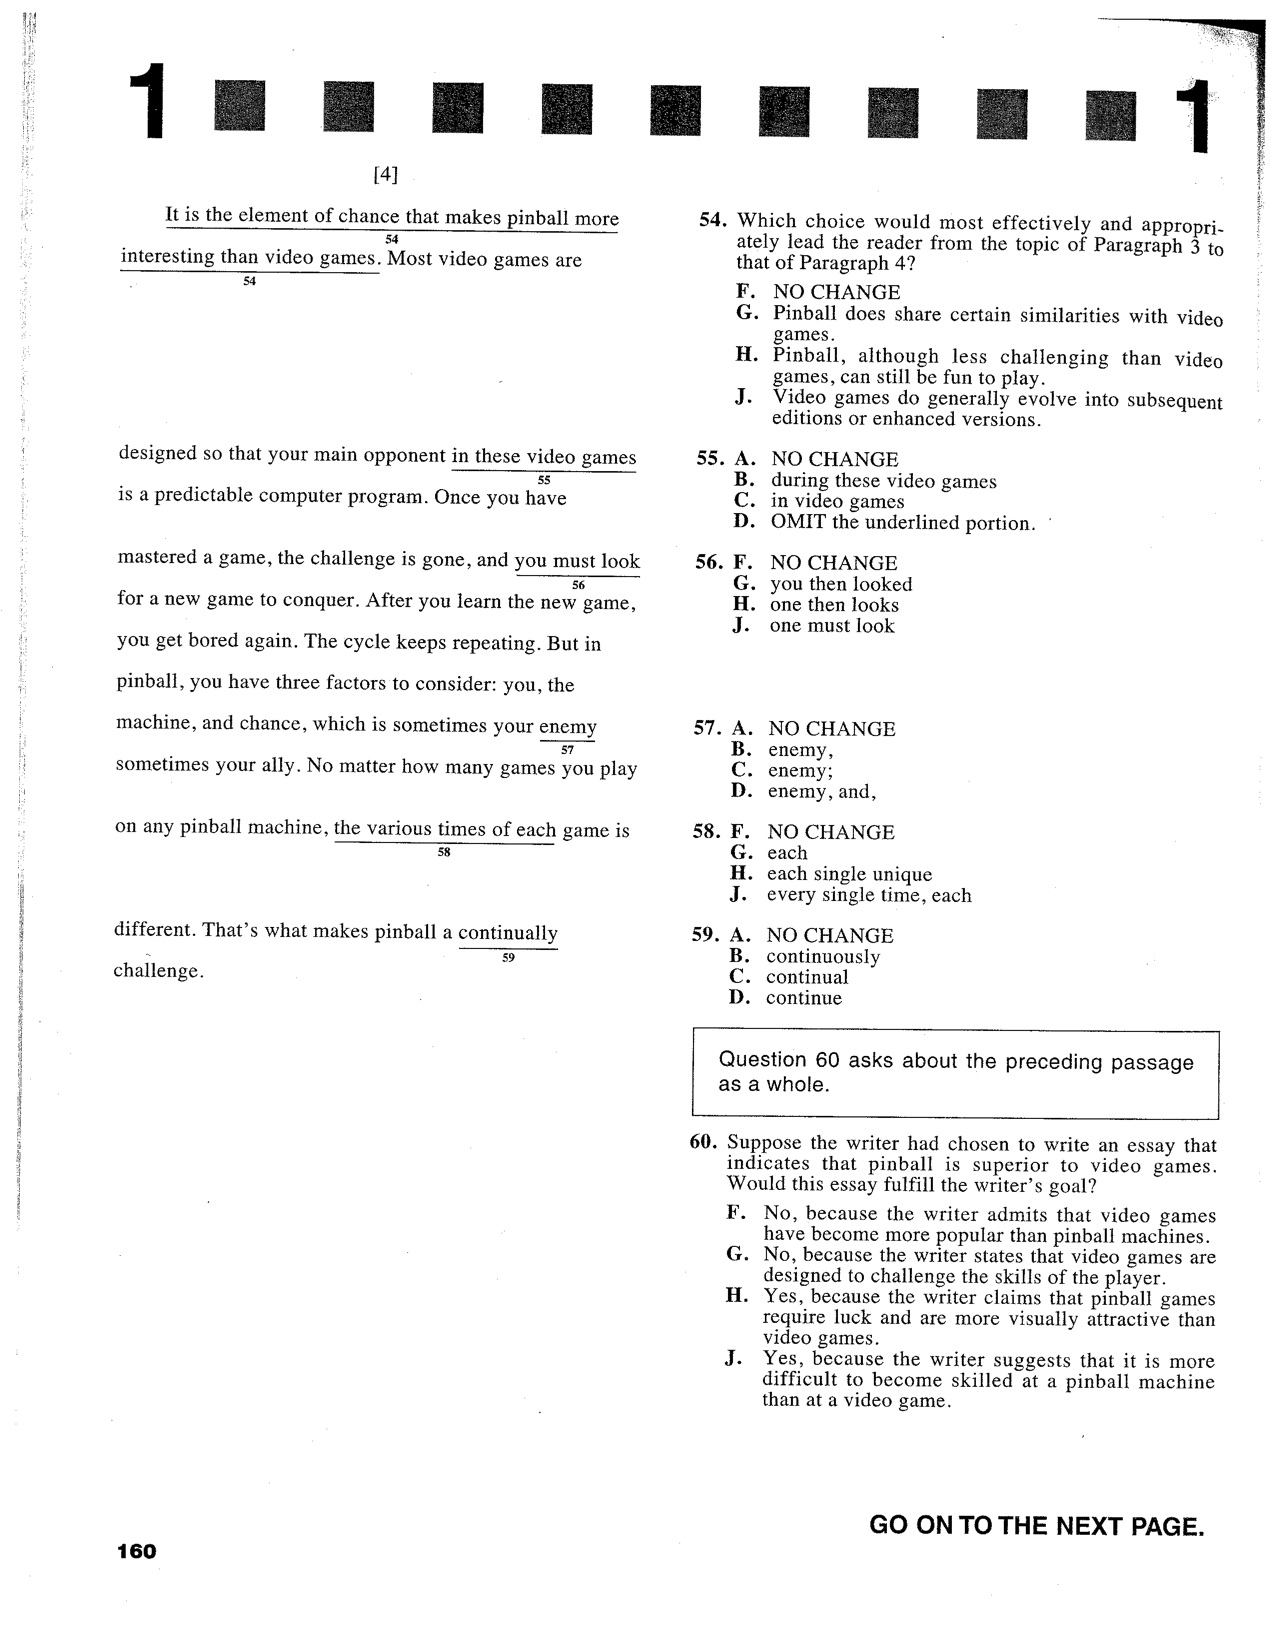 1 1
[4]
It is the element of chance that makes pinball more
54
interesting than video games. Most video games are
54
54. Which choice would most effectively and appropri-
ately lead the reader from the topic of Paragraph 3 to
that of Paragraph 4?
F. NO CHANGE
G. Pinball does share certain similarities with video
games.
H. Pinball, although less challenging than video
games, can still be fun to play.
J. Video games do generally evolve into subsequent
editions or enhanced versions.
designed so that your main opponent in these video games
55
is a predictable computer program. Once you have
55. A. NO CHANGE
B. during these video games
C. in video games
D. OMIT the underlined portion.
mastered a game, the challenge is gone, and you must look
56
for a new game to conquer. After you learn the new game,
you get bored again. The cycle keeps repeating. But in
pinball, you have three factors to consider: you, the
56. F. NO CHANGE
G. you then looked
H. one then looks
J. one must look
machine, and chance, which is sometimes your enemy
57
sometimes your ally. No matter how many games you play
57. A. NO CHANGE
B. enemy,
C. enemy;
D. enemy, and,
on any pinball machine, the various times of each game is
58
58. F. NO CHANGE
G. each
H. each single unique
J. every single time, each
different. That's what makes pinball a continually
59
challenge.
59. A. NO CHANGE
B. continuously
C. continual
D. continue
Question 60 asks about the preceding passage
as a whole.
60. Suppose the writer had chosen to write an essay that
indicates that pinball is superior to video games.
Would this essay fulfill the writer's goal?
F. No, because the writer admits that video games
have become more popular than pinball machines.
G. No, because the writer states that video games are
designed to challenge the skills of the player.
H. Yes, because the writer claims that pinball games
require luck and are more visually attractive than
video games.
J. Yes, because the writer suggests that it is more
difficult to become skilled at a pinball machine
than at a video game.
GO ON TO THE NEXT PAGE.
160